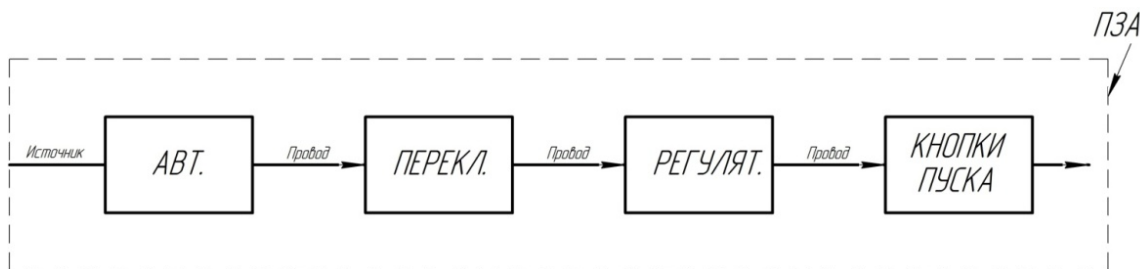 ПЗА
Источник
АВТ.
Провод
ПЕРЕКЛ.
Провод
РЕГУЛЯТ.
Провод
КНОПКИ
ПУСКА